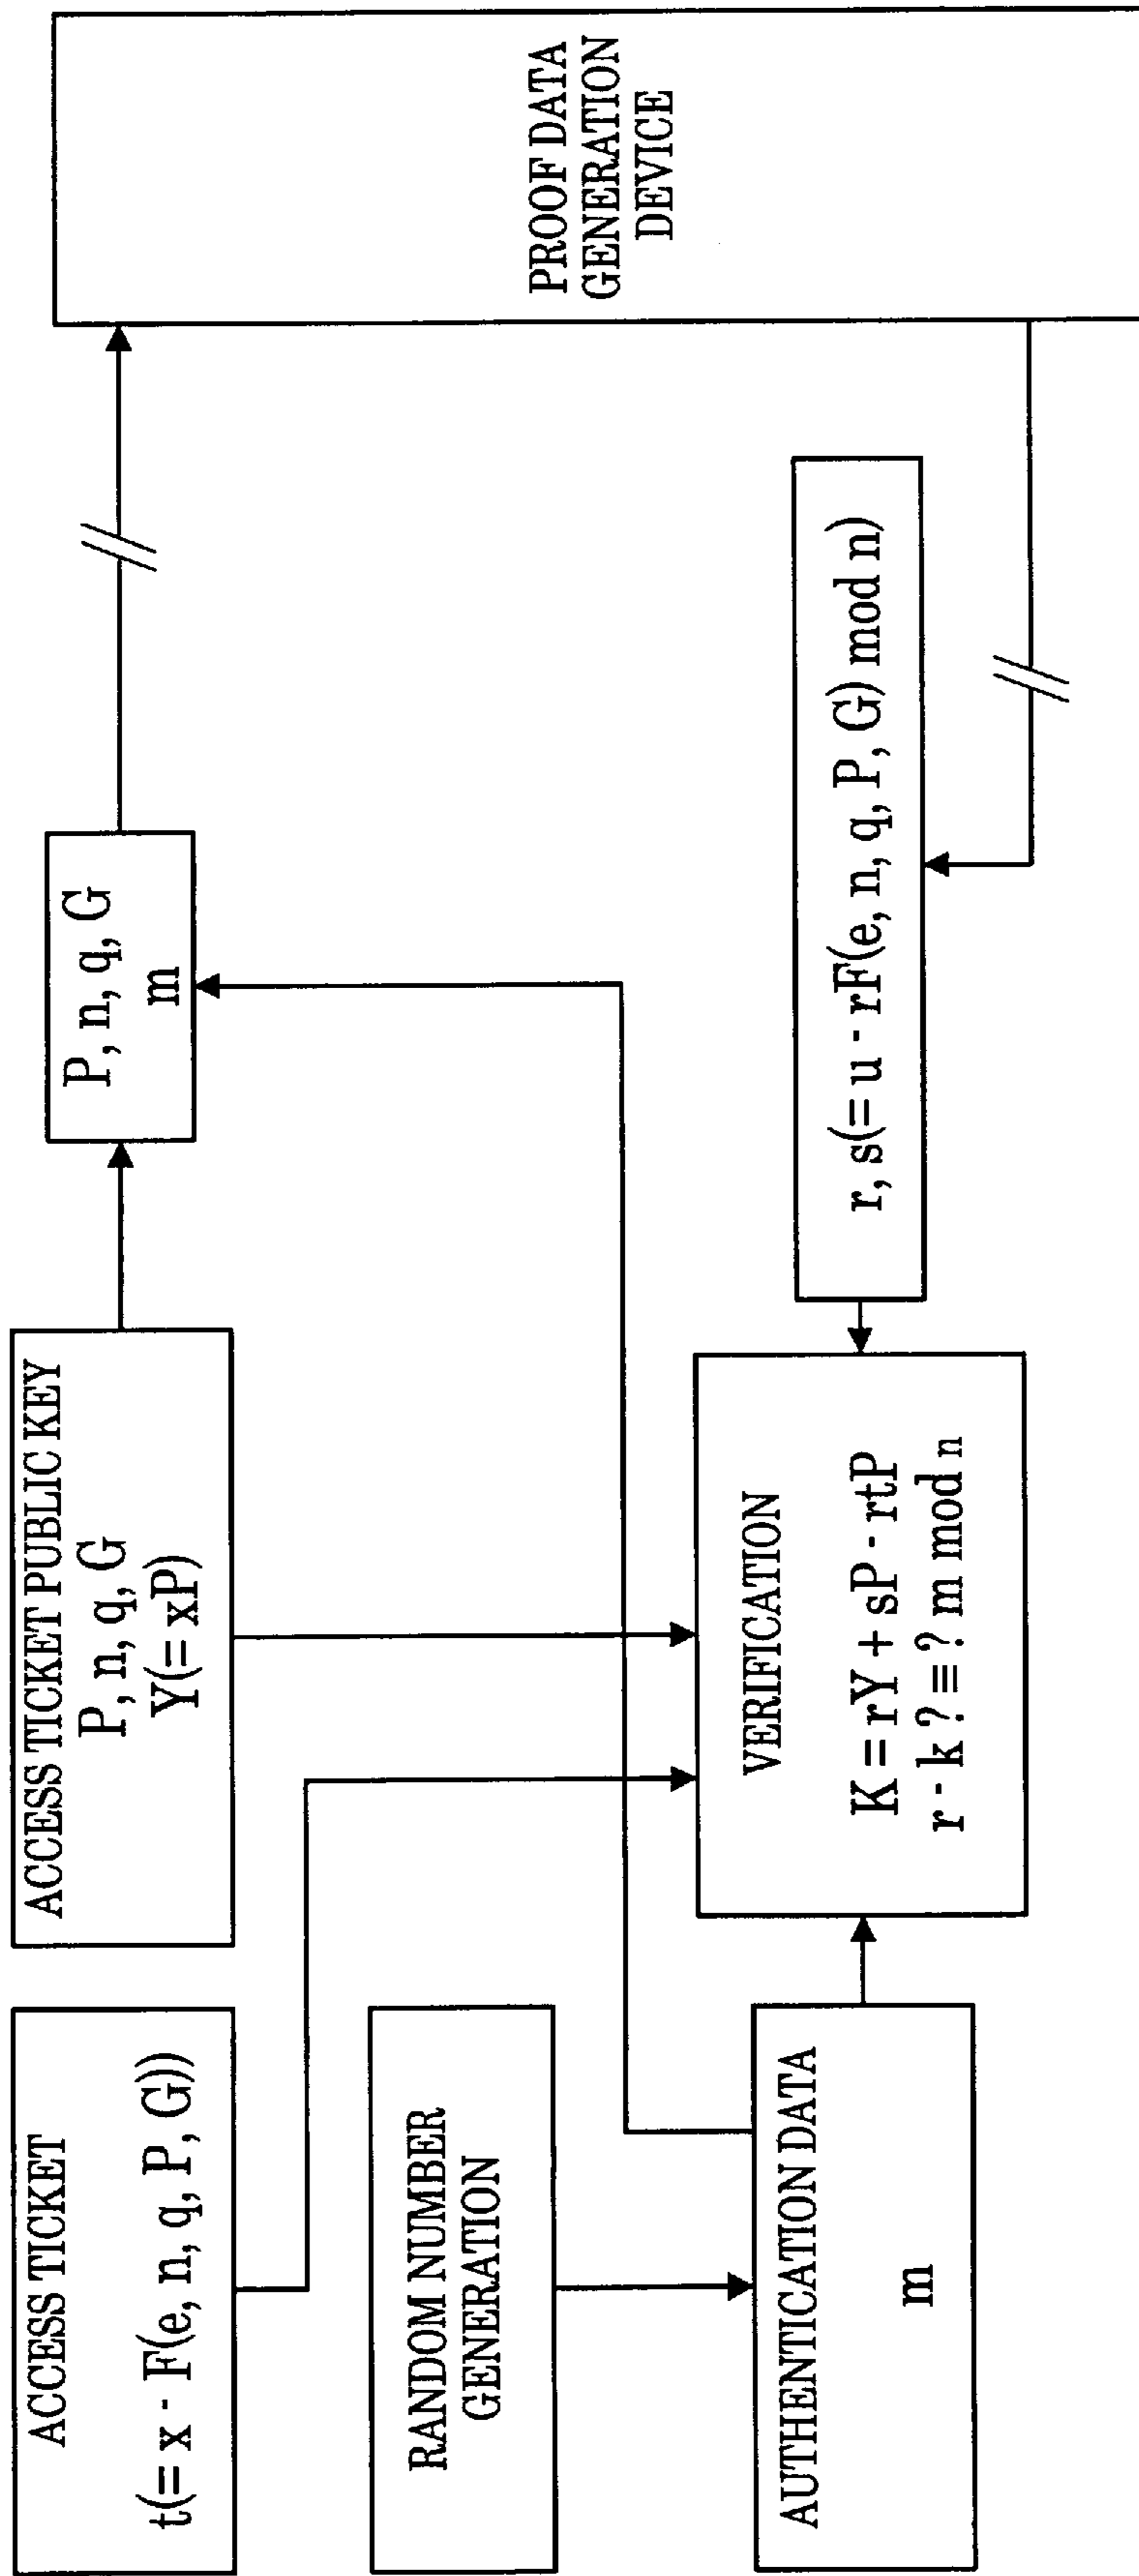 ACCESS TICKET
t(= x - F(e, n, q, P, G))
ACCESS TICKET PUBLIC KEY
P, n, q, G
Y(= xP)
P, n, q, G
m
PROOF DATA
GENERATION
DEVICE
RANDOM NUMBER
GENERATION
AUTHENTICATION DATA
m
VERIFICATION
K = rY + sP - rtP
r - k ? ≡ ? m mod n
r, s(= u - rF(e, n, q, P, G) mod n)